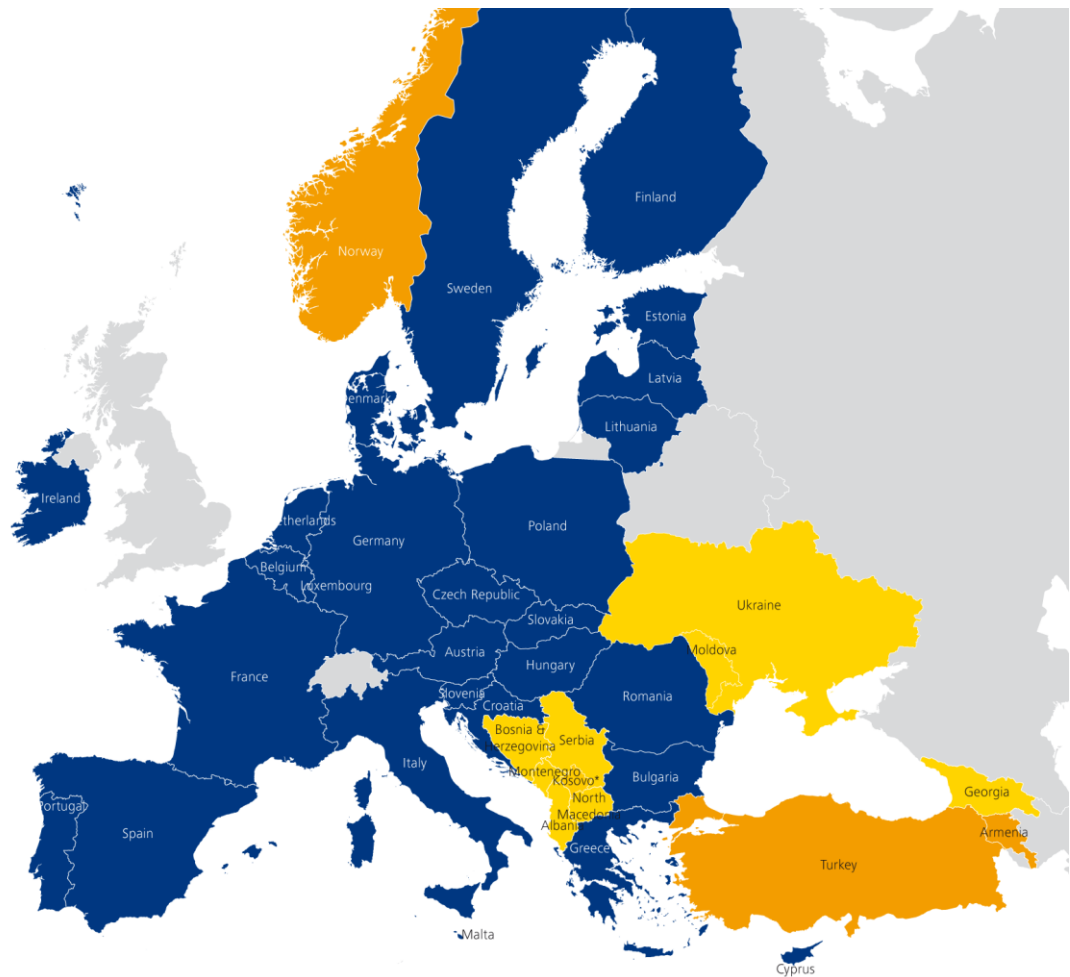 Finland
Norway
Sweden
Estonia
Latvia
Denmark
Lithuania
Ireland
Netherlands
Poland
Germany
Belgium
Luxembourg
Czech Republic
Ukraine
Slovakia
Moldova
Austria
Hungary
France
Slovenia
Romania
Croatia
Bosnia &
Herzegovina
Serbia
Italy
Montenegro
Kosovo*
Bulgaria
Georgia
North
Macedonia
Portugal
Albania
Spain
Armenia
Greece
Turkey
Malta
Cyprus